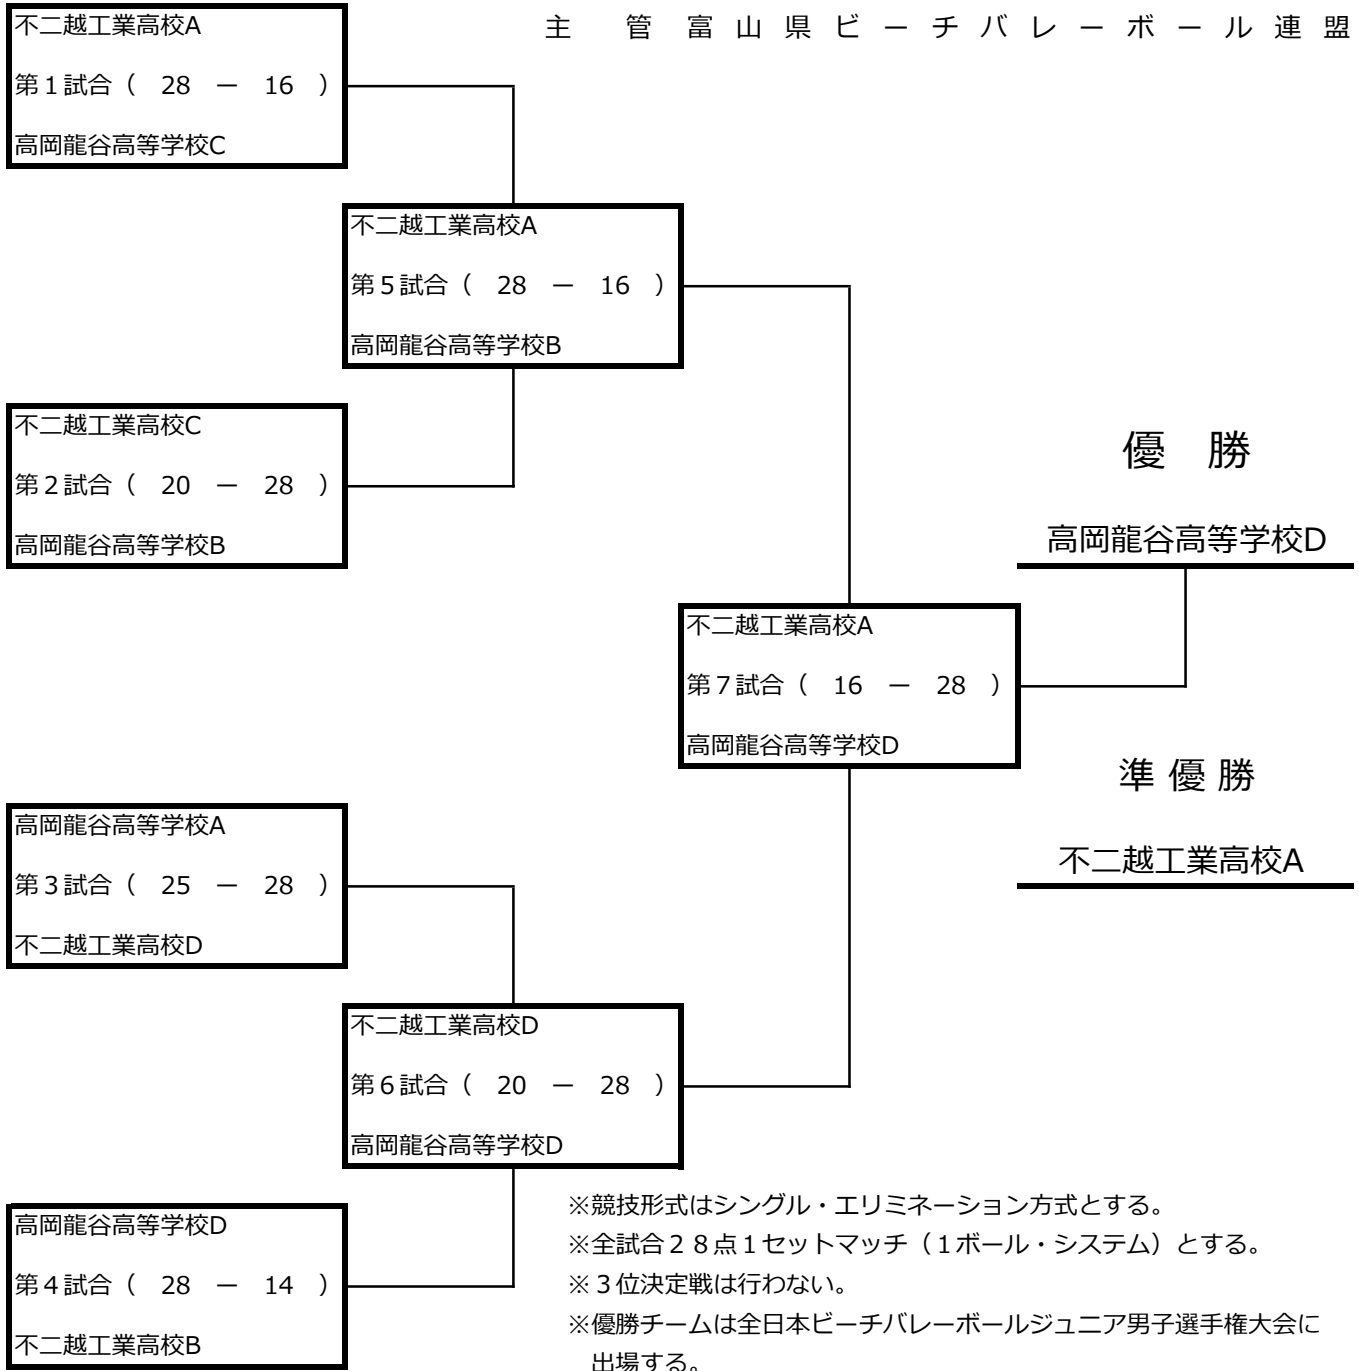 主　管 富山県ビーチバレーボール連盟
不二越工業高校A
第１試合（ 28 － 16 ）
高岡龍谷高等学校C
不二越工業高校A
第５試合（ 28 － 16 ）
高岡龍谷高等学校B
不二越工業高校C
第２試合（ 20 － 28 ）
高岡龍谷高等学校B
優　勝
高岡龍谷高等学校D
不二越工業高校A
第７試合（ 16 － 28 ）
高岡龍谷高等学校D
準優勝
不二越工業高校A
高岡龍谷高等学校A
第３試合（ 25 － 28 ）
不二越工業高校D
不二越工業高校D
第６試合（ 20 － 28 ）
高岡龍谷高等学校D
高岡龍谷高等学校D
第４試合（ 28 － 14 ）
不二越工業高校B
※競技形式はシングル・エリミネーション方式とする。
※全試合２８点１セットマッチ（１ボール・システム）とする。
※３位決定戦は行わない。
※優勝チームは全日本ビーチバレーボールジュニア男子選手権大会に
出場する。